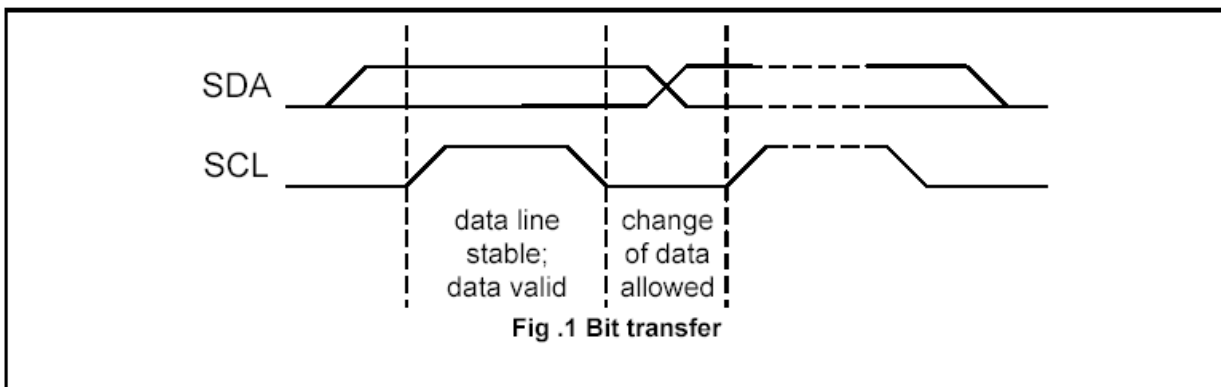 SDA
SCL
data line
stable;
data valid
change
of data
allowed
Fig .1 Bit transfer